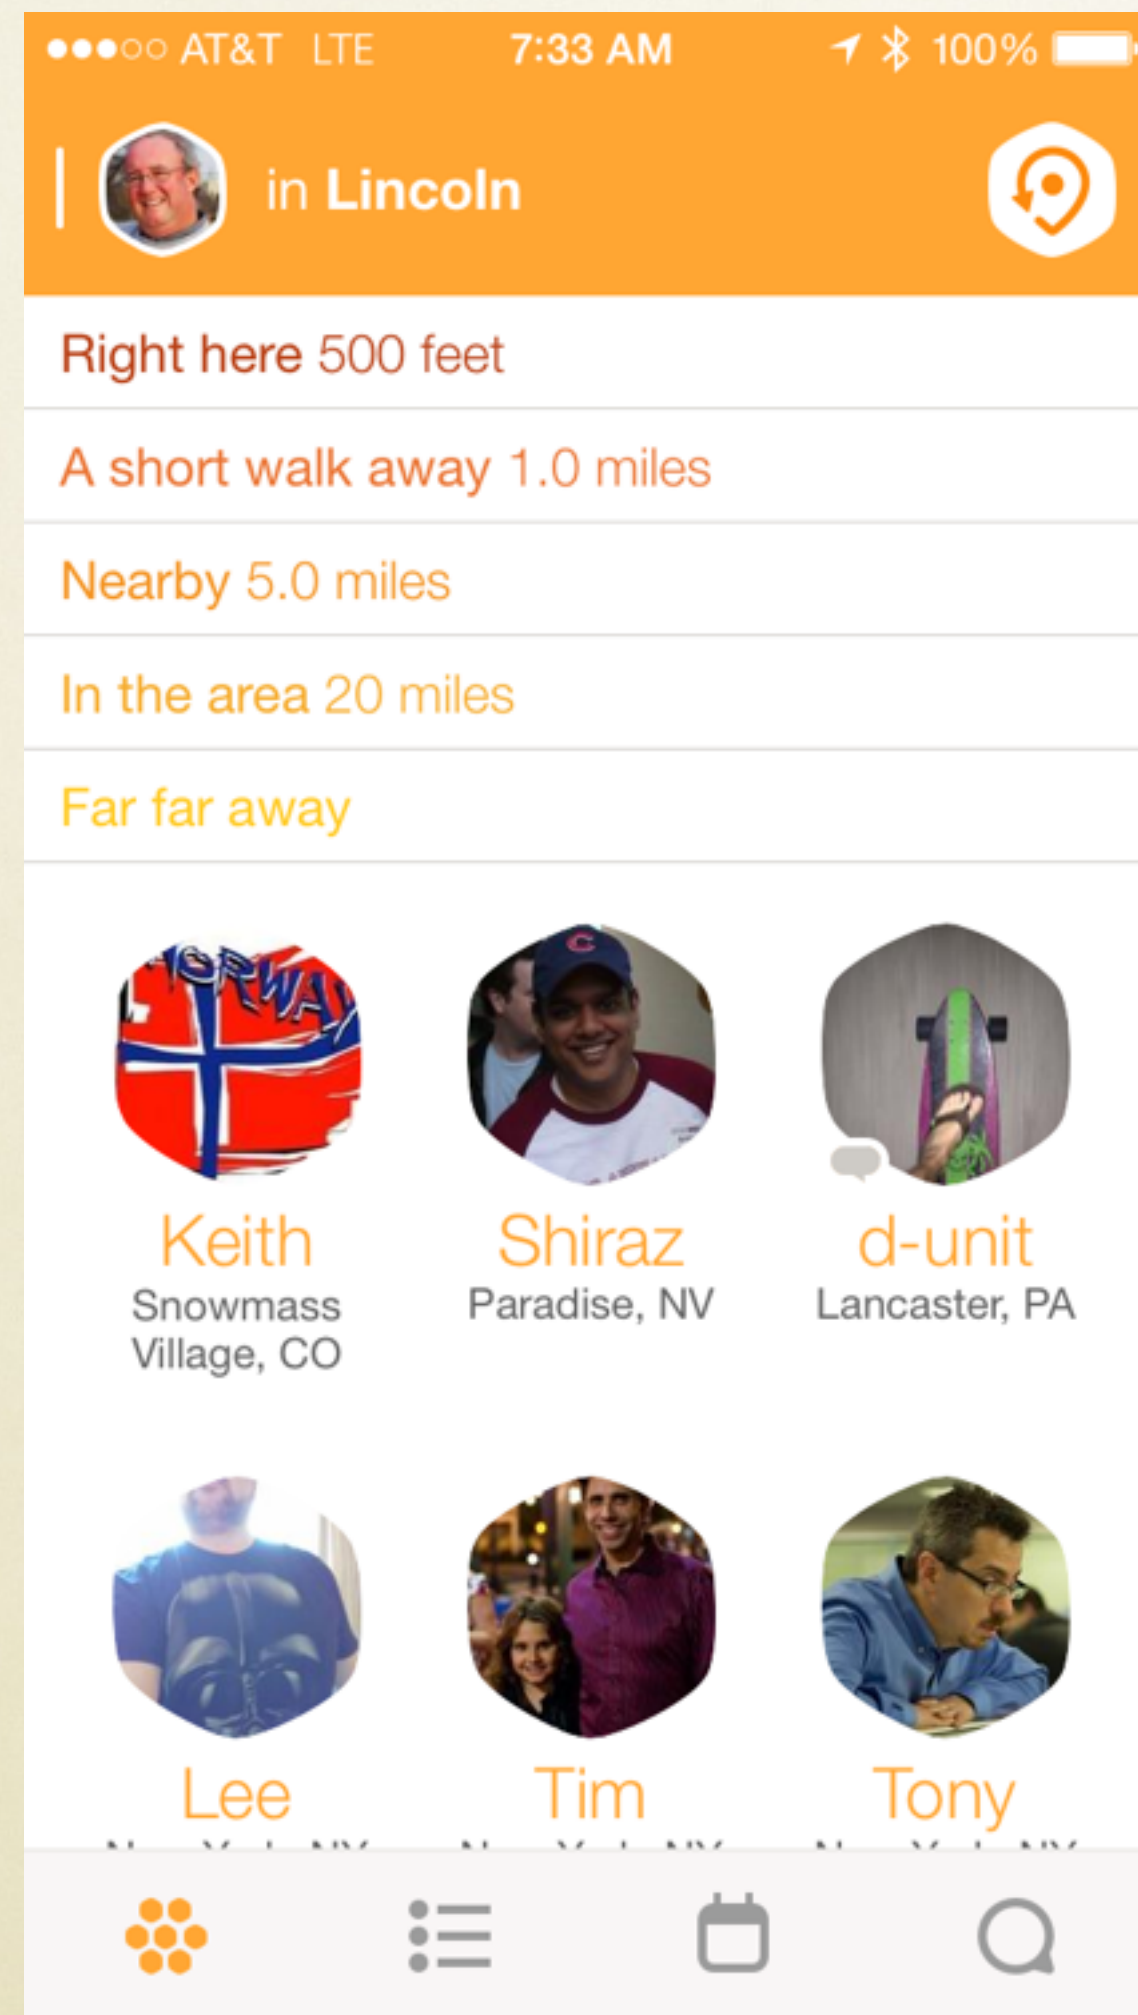 AT&T LTE 7:33 AM 100%
in Lincoln
Right here 500 feet
A short walk away 1.0 miles
Nearby 5.0 miles
In the area 20 miles
Far far away
NORWAY
C
Keith Shiraz d-unit
Snowmass Paradise, NV Lancaster, PA
Village, CO
Lee Tim Tony